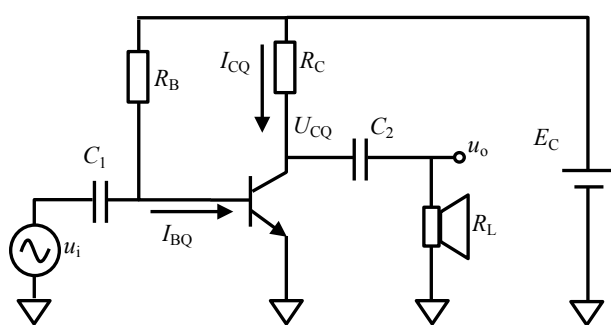 I_CQ
R_C
R_B
U_CQ
C_2
u_o
E_C
C_1
I_BQ
u_i
R_L